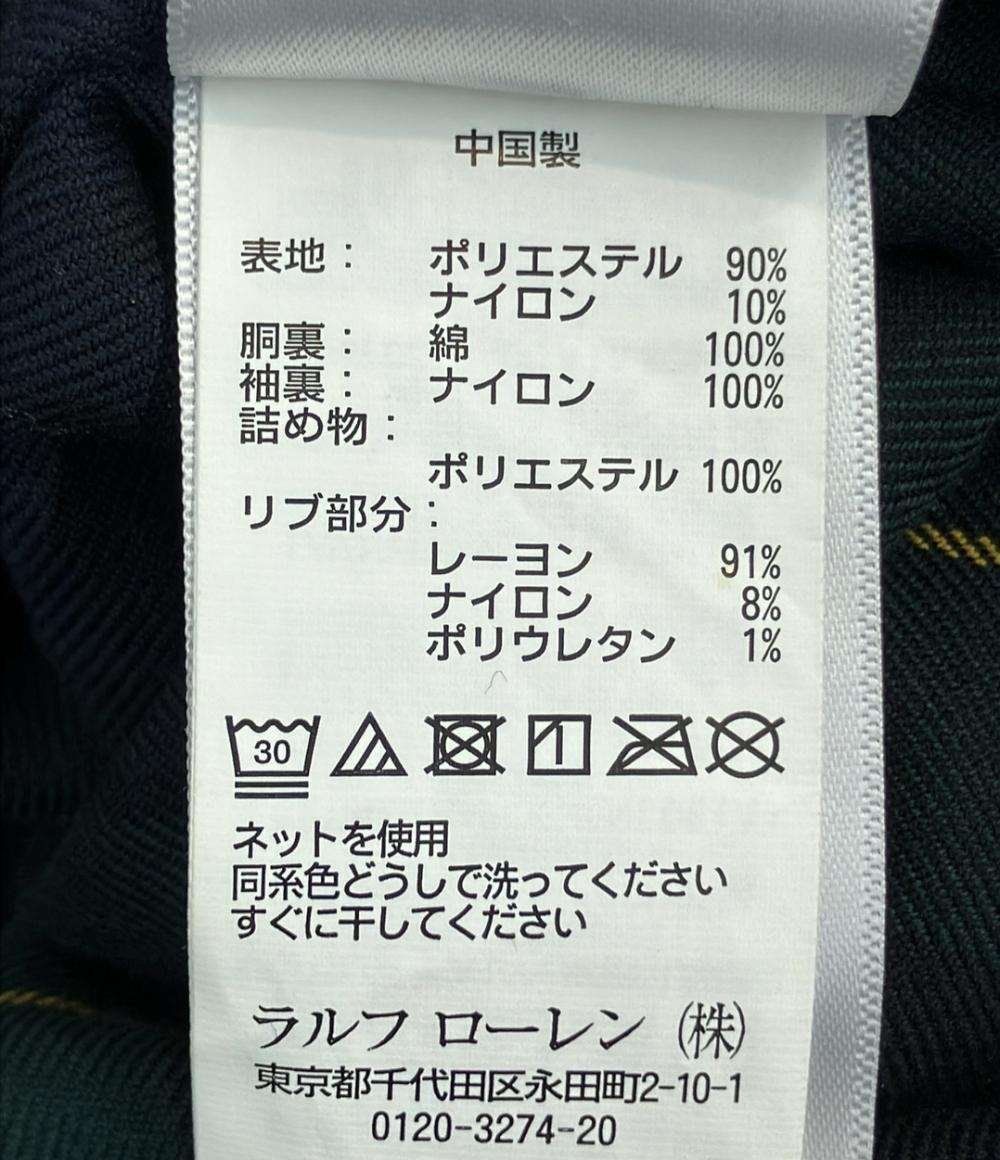 中国製
表地： ポリエステル 90%
ナイロン 10%
胴裏： 綿 100%
袖裏： ナイロン 100%
詰め物：
ポリエステル 100%
リブ部分：
レーヨン 91%
ナイロン 8%
ポリウレタン 1%
30
ネットを使用
同系色どうしで洗ってください
すぐに干してください
ラルフ ローレン （株）
東京都千代田区永田町2-10-1
0120-3274-20